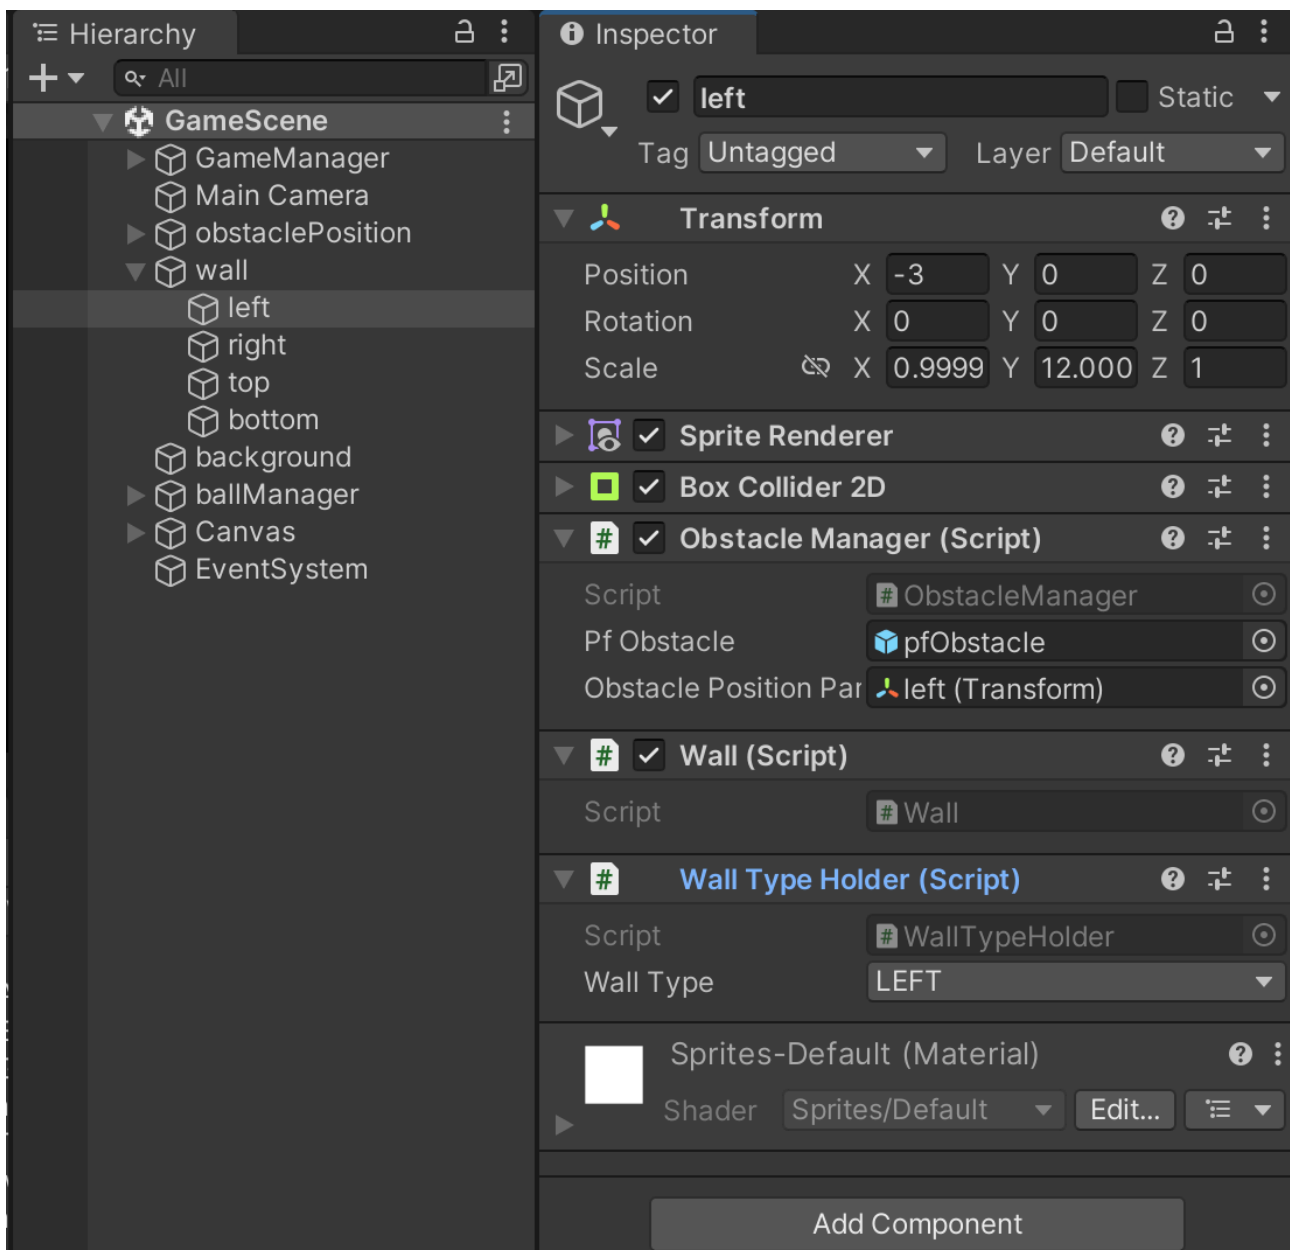 Hierarchy
All
GameScene
GameManager
Main Camera
obstaclePosition
wall
left
right
top
bottom
background
ballManager
Canvas
EventSystem
Inspector
left Static
Tag Untagged Layer Default
Transform
Position X -3 Y 0 Z 0
Rotation X 0 Y 0 Z 0
Scale X 0.9999 Y 12.000 Z 1
Sprite Renderer
Box Collider 2D
# Obstacle Manager (Script)
Script # ObstacleManager
Pf Obstacle pfObstacle
Obstacle Position Par left (Transform)
# Wall (Script)
Script # Wall
# Wall Type Holder (Script)
Script # WallTypeHolder
Wall Type LEFT
Sprites-Default (Material)
Shader Sprites/Default Edit...
Add Component